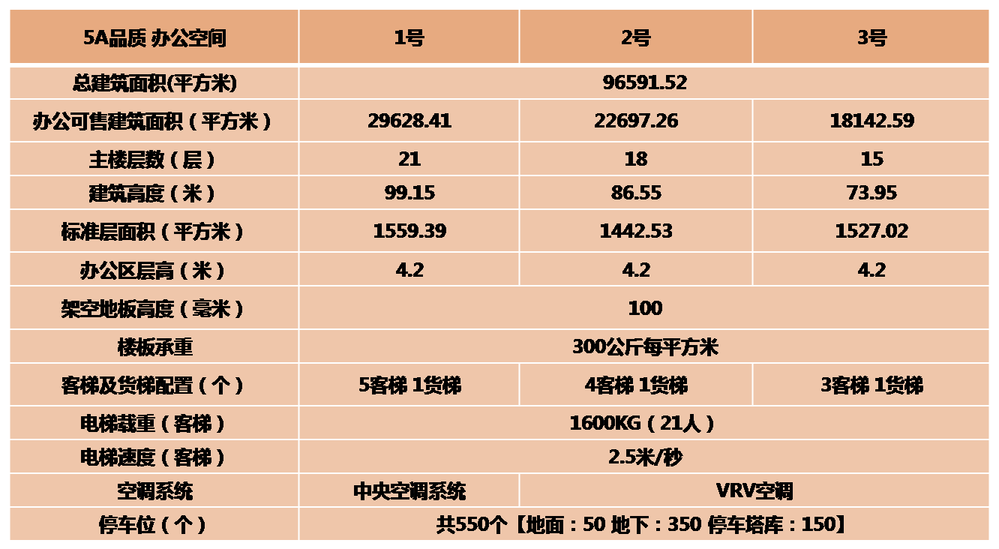 5A品质 办公空间 1号 2号 3号
总建筑面积(平方米) 96591.52
办公可售建筑面积（平方米） 29628.41 22697.26 18142.59
主楼层数（层） 21 18 15
建筑高度（米） 99.15 86.55 73.95
标准层面积（平方米） 1559.39 1442.53 1527.02
办公区层高（米） 4.2 4.2 4.2
架空地板高度（毫米） 100
楼板承重 300公斤每平方米
客梯及货梯配置（个） 5客梯 1货梯 4客梯 1货梯 3客梯 1货梯
电梯载重（客梯） 1600KG（21人）
电梯速度（客梯） 2.5米/秒
空调系统 中央空调系统 VRV空调
停车位（个） 共550个【地面：50 地下：350 停车塔库：150】